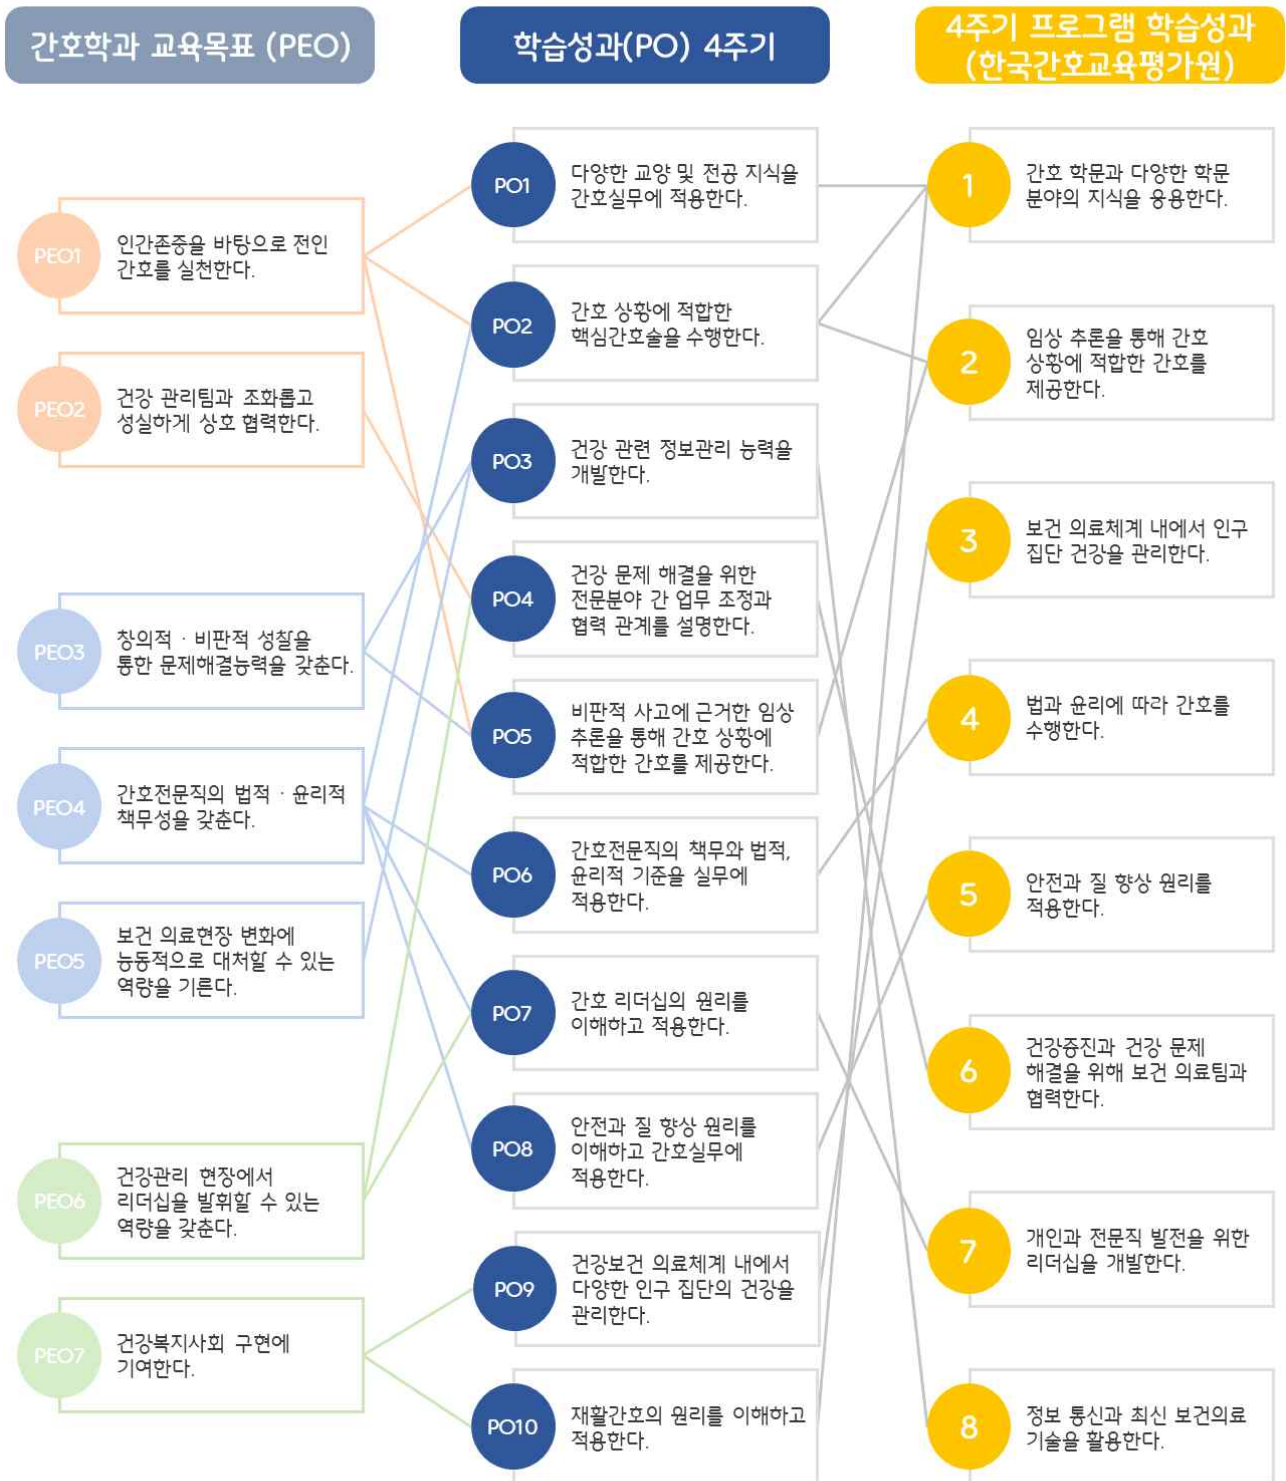 간호학과 교육목표 (PEO)
학습성과(PO) 4주기
4주기 프로그램 학습성과
(한국간호교육평가원)
PEO1
인간존중을 바탕으로 전인
간호를 실천한다.
PEO2
건강 관리팀과 조화롭고
성실하게 상호 협력한다.
PEO3
창의적 · 비판적 성찰을
통한 문제해결능력을 갖춘다.
PEO4
간호전문직의 법적 · 윤리적
책무성을 갖춘다.
PEO5
보건 의료현장 변화에
능동적으로 대처할 수 있는
역량을 기른다.
PEO6
건강관리 현장에서
리더십을 발휘할 수 있는
역량을 갖춘다.
PEO7
건강복지사회 구현에
기여한다.
PO1
다양한 교양 및 전공 지식을
간호실무에 적용한다.
PO2
간호 상황에 적합한
핵심간호술을 수행한다.
PO3
건강 관련 정보관리 능력을
개발한다.
PO4
건강 문제 해결을 위한
전문분야 간 업무 조정과
협력 관계를 설명한다.
PO5
비판적 사고에 근거한 임상
추론을 통해 간호 상황에
적합한 간호를 제공한다.
PO6
간호전문직의 책무와 법적,
윤리적 기준을 실무에
적용한다.
PO7
간호 리더십의 원리를
이해하고 적용한다.
PO8
안전과 질 향상 원리를
이해하고 간호실무에
적용한다.
PO9
건강보건 의료체계 내에서
다양한 인구 집단의 건강을
관리한다.
PO10
재활간호의 원리를 이해하고
적용한다.
1
간호 학문과 다양한 학문
분야의 지식을 응용한다.
2
임상 추론을 통해 간호
상황에 적합한 간호를
제공한다.
3
보건 의료체계 내에서 인구
집단 건강을 관리한다.
4
법과 윤리에 따라 간호를
수행한다.
5
안전과 질 향상 원리를
적용한다.
6
건강증진과 건강 문제
해결을 위해 보건 의료팀과
협력한다.
7
개인과 전문직 발전을 위한
리더십을 개발한다.
8
정보 통신과 최신 보건의료
기술을 활용한다.